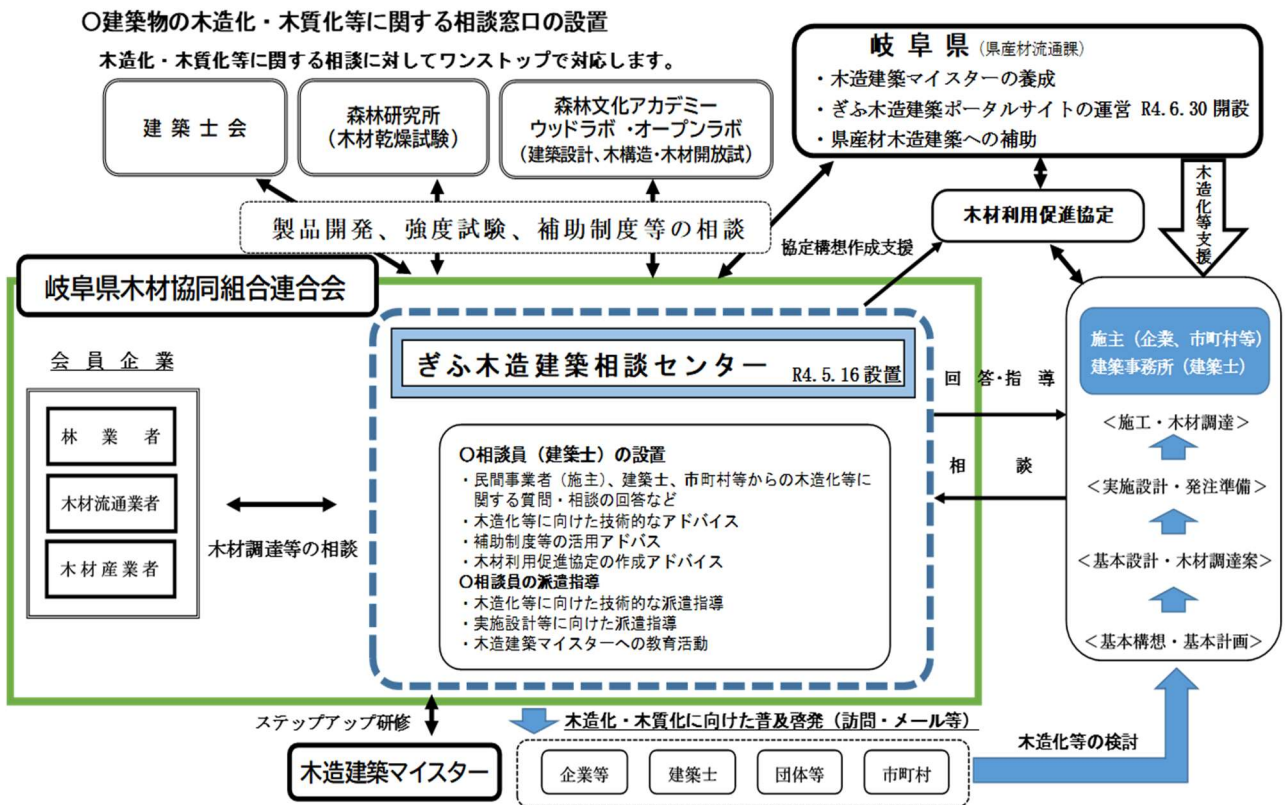 〇建築物の木造化・木質化等に関する相談窓口の設置
木造化・木質化等に関する相談に対してワンストップで対応します。
建築士会
森林研究所
(木材乾燥試験)
森林文化アカデミー
ウッドラボ・オープンラボ
(建築設計、木構造・木材開放試)
岐阜県 (県産材流通課)
・木造建築マイスターの養成
・ぎふ木造建築ポータルサイトの運営 R4.6.30 開設
・県産材木造建築への補助
製品開発、強度試験、補助制度等の相談
協定構想作成支援
木材利用促進協定
木造化等支援
岐阜県木材協同組合連合会
会員企業
林業者
木材流通業者
木材産業者
木材調達等の相談
ぎふ木造建築相談センター R4.5.16 設置
〇相談員（建築士）の設置
・民間事業者（施主）、建築士、市町村等からの木造化等に
関する質問・相談の回答など
・木造化等に向けた技術的なアドバイス
・補助制度等の活用アドバス
・木材利用促進協定の作成アドバイス
〇相談員の派遣指導
・木造化等に向けた技術的な派遣指導
・実施設計等に向けた派遣指導
・木造建築マイスターへの教育活動
回答・指導
相談
施主（企業、市町村等）
建築事務所（建築士）
＜施工・木材調達＞
＜実施設計・発注準備＞
＜基本設計・木材調達案＞
＜基本構想・基本計画＞
ステップアップ研修
木造建築マイスター
木造化・木質化に向けた普及啓発（訪問・メール等）
企業等
建築士
団体等
市町村
木造化等の検討